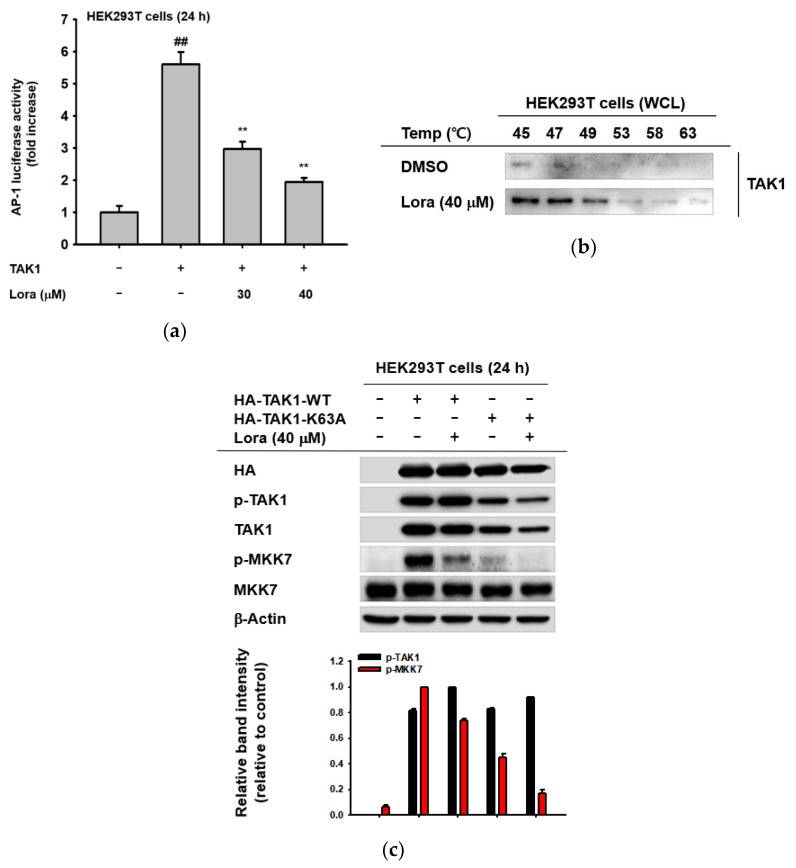 HEK293T cells (24 h)
AP-1 luciferase activity
(fold increase)
7
6
5
4
3
2
1
0
##
**
**
TAK1 − + + +
Lora (μM) − − 30 40
(a)
HEK293T cells (WCL)
Temp (℃) 45 47 49 53 58 63
DMSO
Lora (40 μM)
TAK1
(b)
HEK293T cells (24 h)
HA-TAK1-WT − + + − −
HA-TAK1-K63A − − − + +
Lora (40 μM) − − + − +
HA
p-TAK1
TAK1
p-MKK7
MKK7
β-Actin
Relative band intensity
(relative to control)
1.2
1.0
0.8
0.6
0.4
0.2
0.0
p-TAK1
p-MKK7
(c)